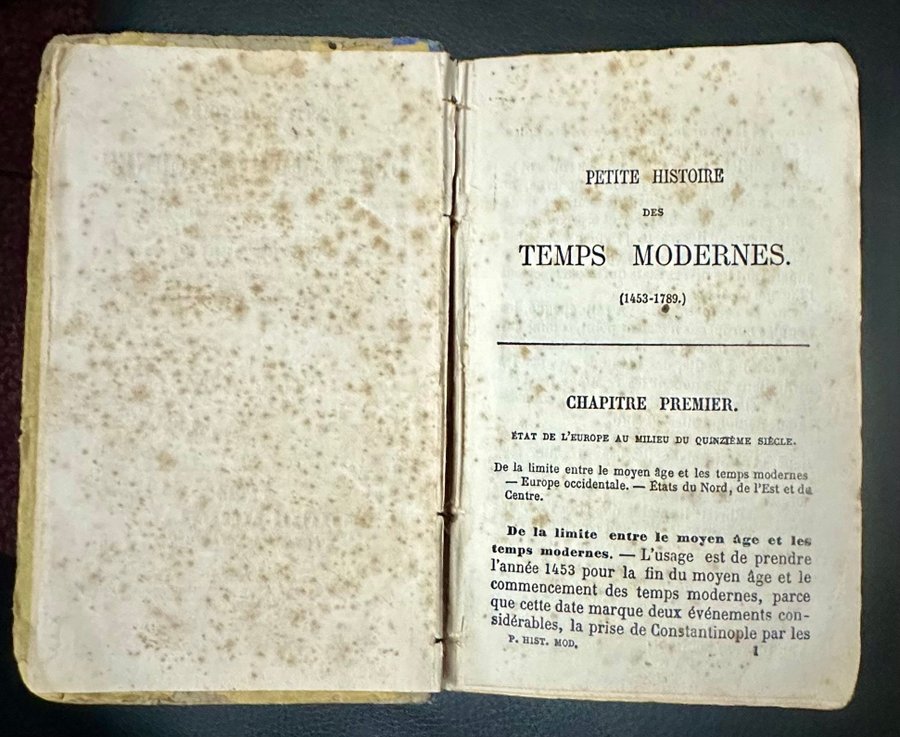 PETITE HISTOIRE
DES
TEMPS MODERNES.
(1453-1789.)
CHAPITRE PREMIER.
ÉTAT DE L'EUROPE AU MILIEU DU QUINZIÈME SIÈCLE.
De la limite entre le moyen âge et les temps modernes
— Europe occidentale. — États du Nord, de l'Est et du
Centre.
De la limite entre le moyen âge et les
temps modernes. — L'usage est de prendre
l'année 1453 pour la fin du moyen âge et le
commencement des temps modernes, parce
que cette date marque deux événements con-
sidérables, la prise de Constantinople par les
P. HIST. MOD. 1